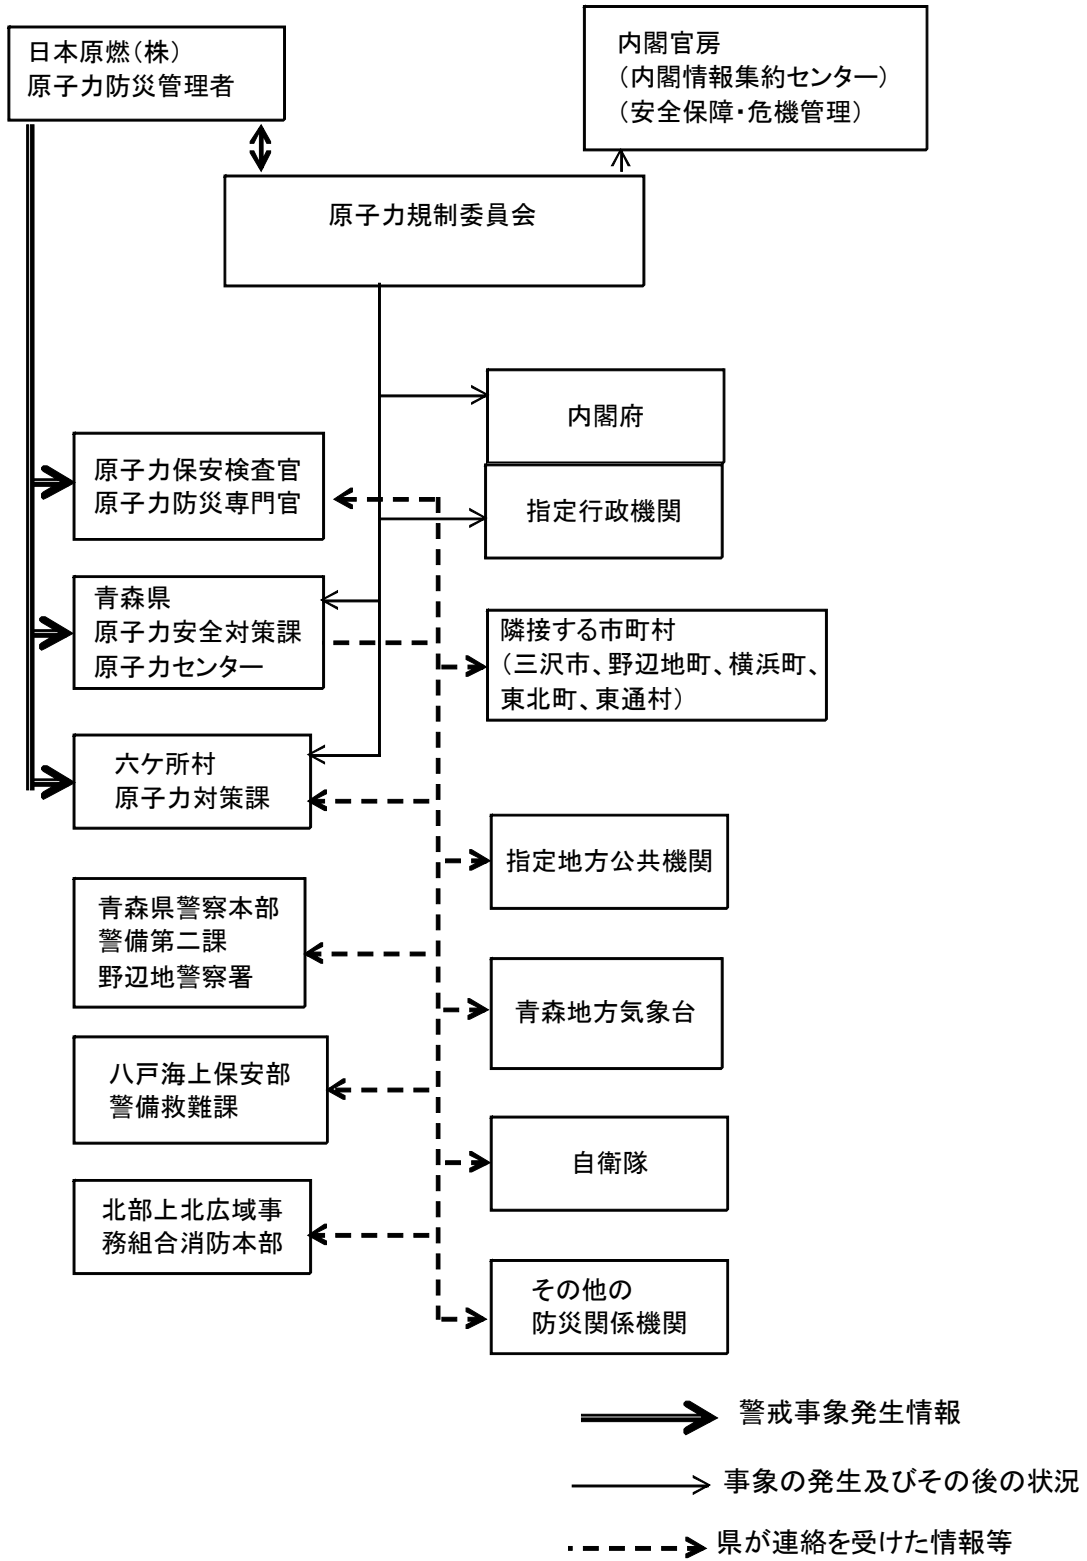 日本原燃(株)
原子力防災管理者
内閣官房
(内閣情報集約センター)
(安全保障・危機管理)
原子力規制委員会
内閣府
原子力保安検査官
原子力防災専門官
指定行政機関
青森県
原子力安全対策課
原子力センター
隣接する市町村
(三沢市、野辺地町、横浜町、
東北町、東通村)
六ケ所村
原子力対策課
指定地方公共機関
青森県警察本部
警備第二課
野辺地警察署
青森地方気象台
八戸海上保安部
警備救難課
自衛隊
北部上北広域事
務組合消防本部
その他の
防災関係機関
警戒事象発生情報
事象の発生及びその後の状況
県が連絡を受けた情報等